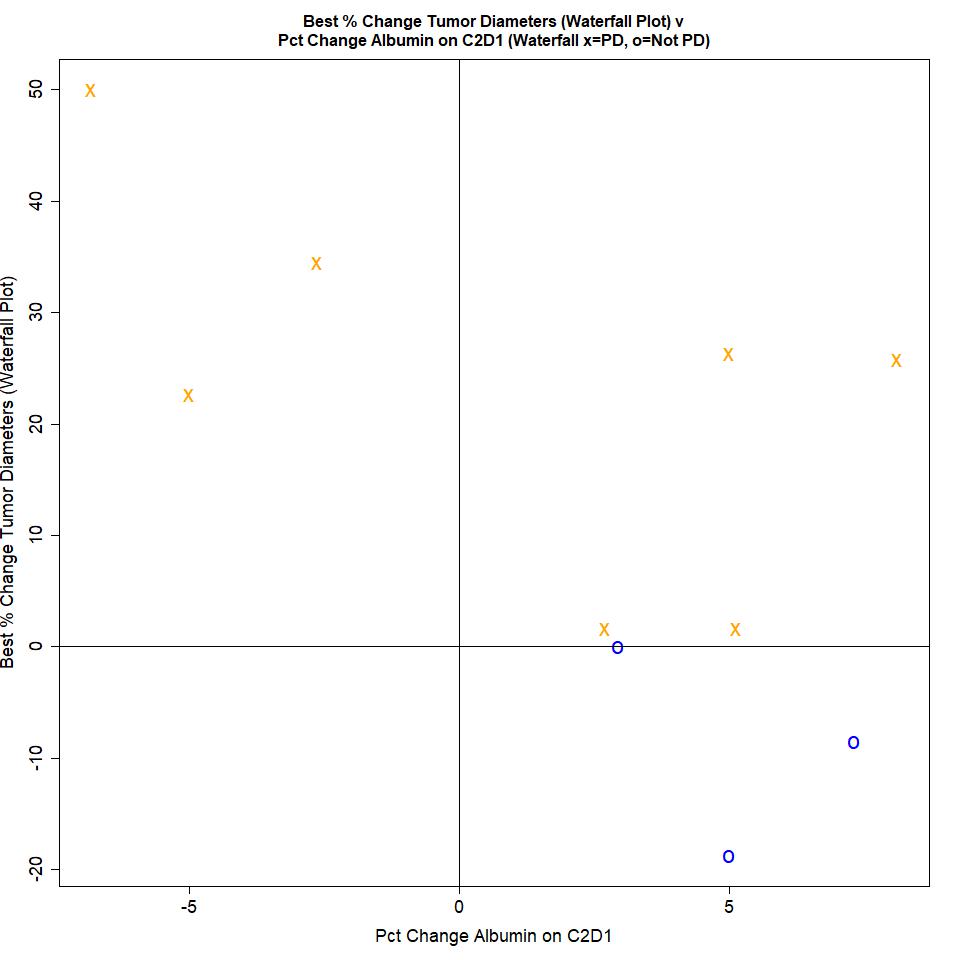 Best % Change Tumor Diameters (Waterfall Plot) v
Pct Change Albumin on C2D1 (Waterfall x=PD, o=Not PD)
Best % Change Tumor Diameters (Waterfall Plot)
50
40
30
20
10
0
-10
-20
X
X
X
X
X
X
X
O
O
O
-5
0
5
Pct Change Albumin on C2D1